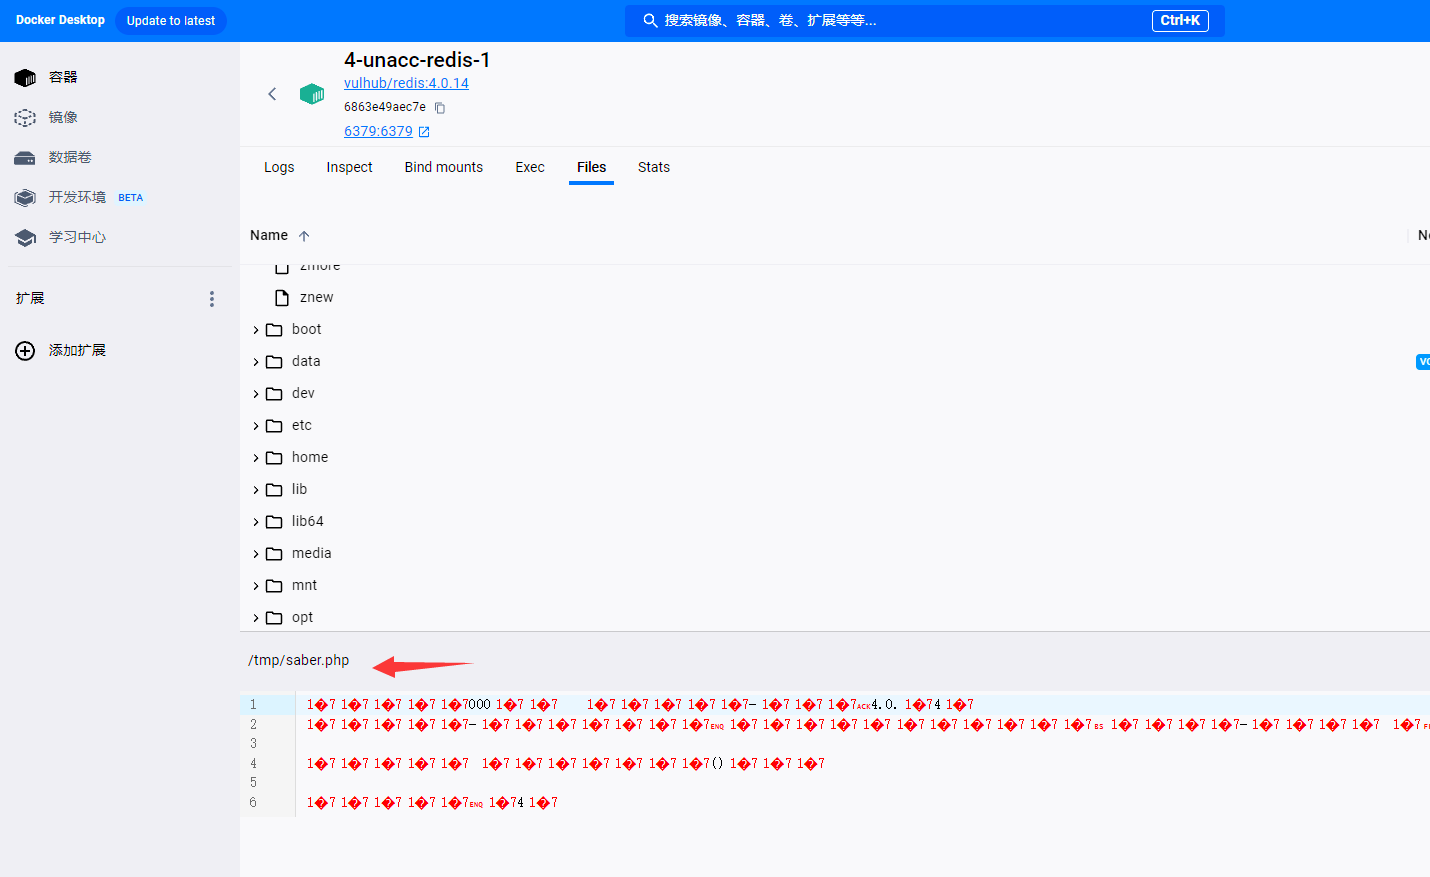 Docker Desktop
Update to latest
搜索镜像、容器、卷、扩展等等...
Ctrl+K
容器
镜像
数据卷
开发环境 BETA
学习中心
扩展
添加扩展
4-unacc-redis-1
vulhub/redis:4.0.14
6863e49aec7e
6379:6379
Logs Inspect Bind mounts Exec Files Stats
Name
zmore
znew
boot
data
dev
etc
home
lib
lib64
media
mnt
opt
/tmp/saber.php
1 1�7 1�7 1�7 1�7 1�7000 1�7 1�7 1�7 1�7 1�7 1�7 1�7- 1�7 1�7 1�7ACK4.0. 1�74 1�7
2 1�7 1�7 1�7 1�7 1�7- 1�7 1�7 1�7 1�7 1�7 1�7 1�7ENQ 1�7 1�7 1�7 1�7 1�7 1�7 1�7 1�7 1�7 1�7 1�7BS 1�7 1�7 1�7 1�7- 1�7 1�7 1�7 1�7 1�7
3
4 1�7 1�7 1�7 1�7 1�7 1�7 1�7 1�7 1�7 1�7 1�7 1�7() 1�7 1�7 1�7
5
6 1�7 1�7 1�7 1�7 1�7ENQ 1�74 1�7